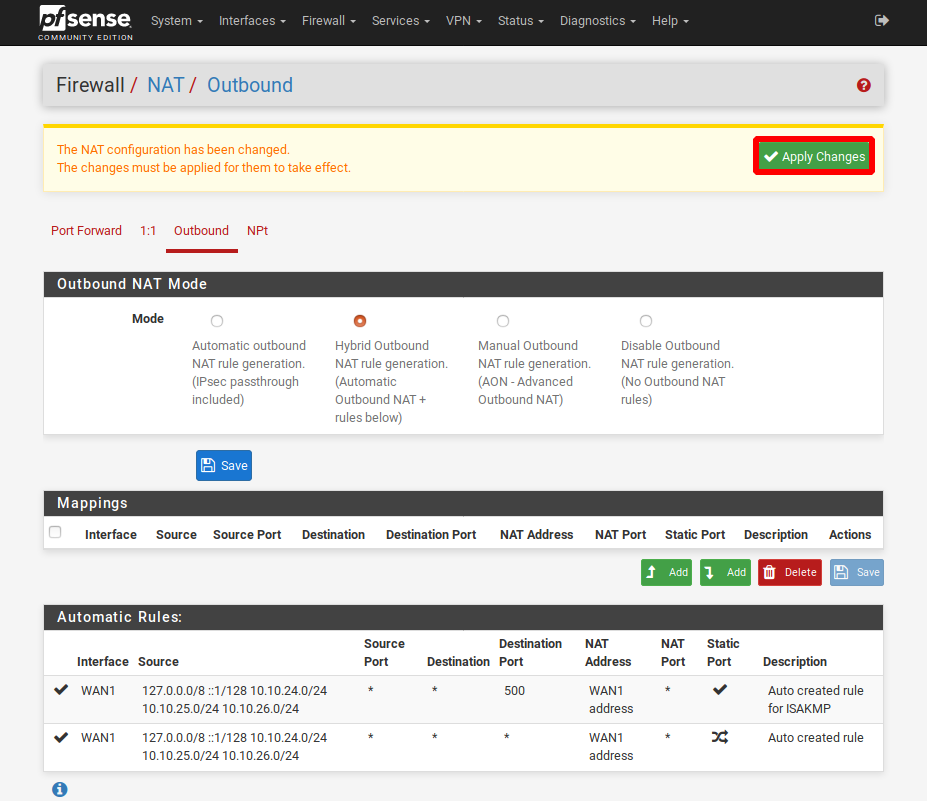 pfsense
COMMUNITY EDITION
System Interfaces Firewall Services VPN Status Diagnostics Help
Firewall / NAT / Outbound
The NAT configuration has been changed.
The changes must be applied for them to take effect.
Apply Changes
Port Forward 1:1 Outbound NPt
Outbound NAT Mode
Mode
Automatic outbound
NAT rule generation.
(IPsec passthrough
included)
Hybrid Outbound
NAT rule generation.
(Automatic
Outbound NAT +
rules below)
Manual Outbound
NAT rule generation.
(AON - Advanced
Outbound NAT)
Disable Outbound
NAT rule generation.
(No Outbound NAT
rules)
Save
Mappings
Interface Source Source Port Destination Destination Port NAT Address NAT Port Static Port Description Actions
Add Add Delete Save
Automatic Rules:
Interface Source Source Port Destination Destination Port NAT Address NAT Port Static Port Description
WAN1 127.0.0.0/8 ::1/128 10.10.24.0/24 * * 500 WAN1 * Auto created rule
10.10.25.0/24 10.10.26.0/24 address for ISAKMP
WAN1 127.0.0.0/8 ::1/128 10.10.24.0/24 * * * WAN1 * Auto created rule
10.10.25.0/24 10.10.26.0/24 address